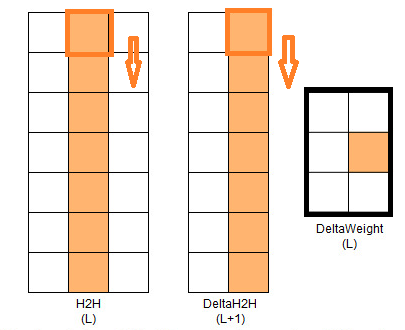 H2H
(L)
DeltaH2H
(L+1)
DeltaWeight
(L)